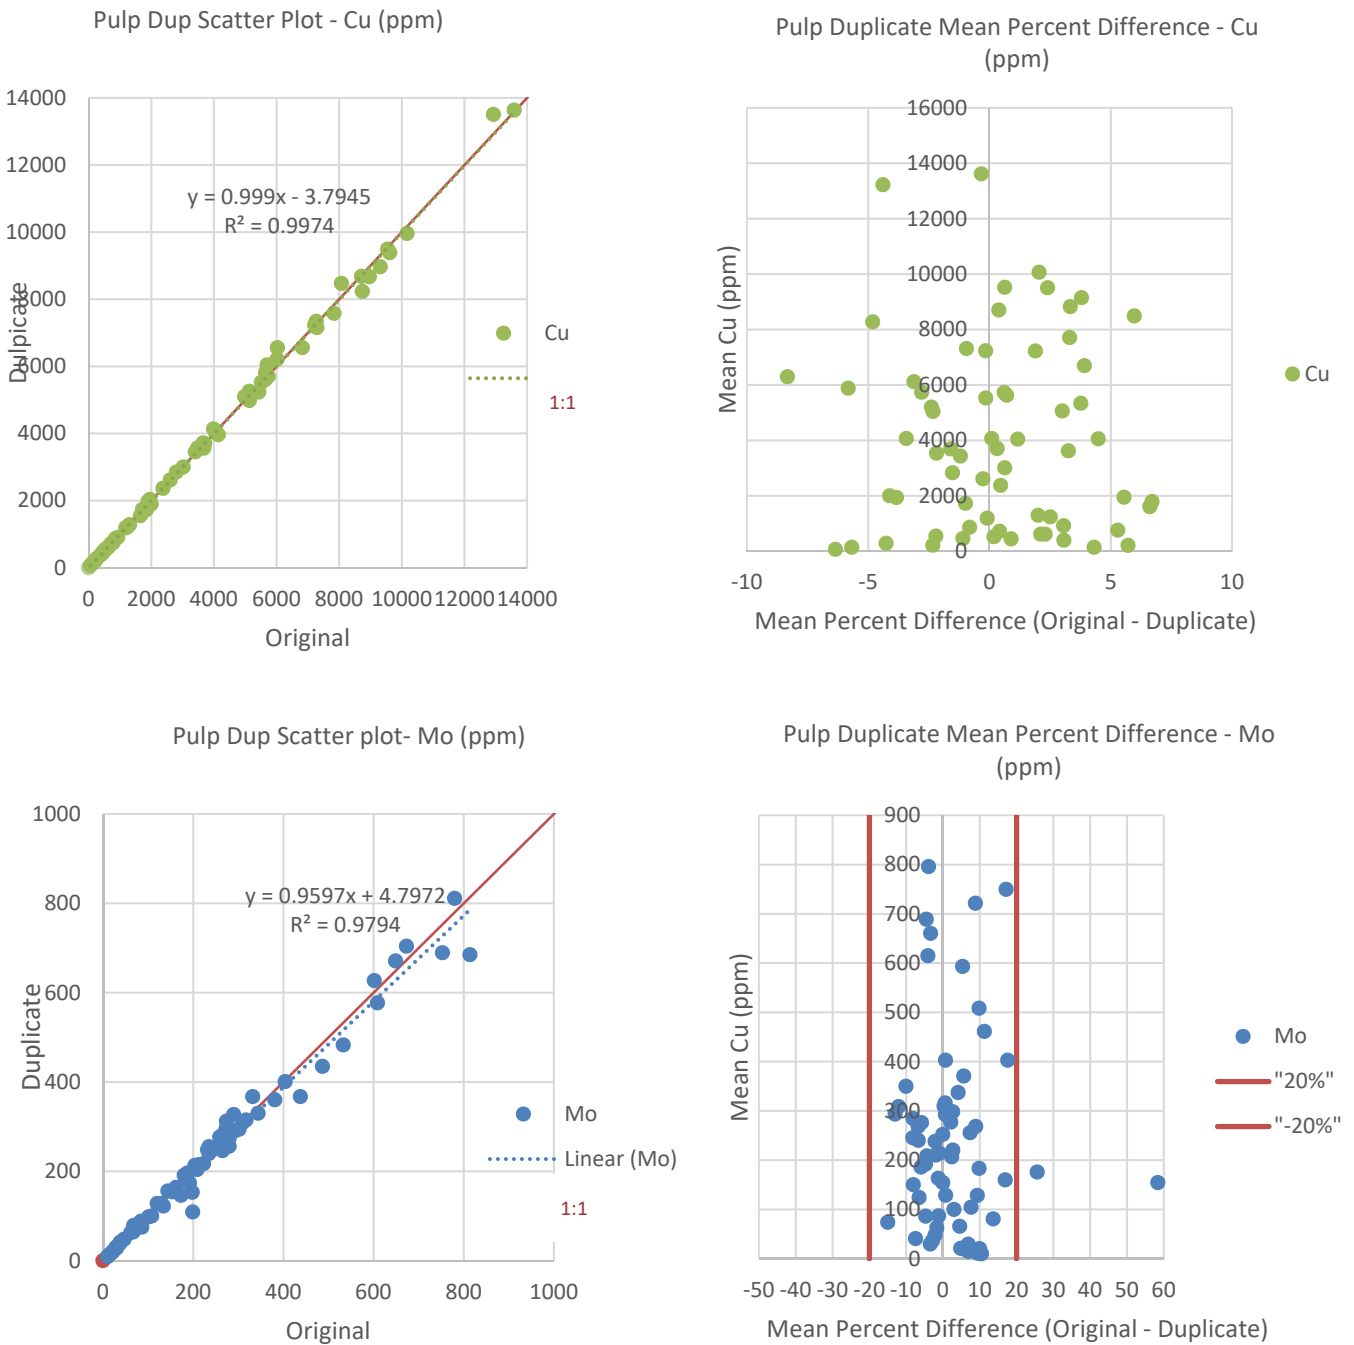 Pulp Dup Scatter Plot - Cu (ppm)
14000
12000
10000
8000
6000
4000
2000
0
Dulpicate
y = 0.999x - 3.7945
R² = 0.9974
Cu
1:1
0 2000 4000 6000 8000 10000 12000 14000
Original
Pulp Duplicate Mean Percent Difference - Cu
(ppm)
16000
14000
12000
10000
8000
6000
4000
2000
0
Mean Cu (ppm)
Cu
-10 -5 0 5 10
Mean Percent Difference (Original - Duplicate)
Pulp Dup Scatter plot- Mo (ppm)
1000
800
600
400
200
0
Duplicate
y = 0.9597x + 4.7972
R² = 0.9794
Mo
Linear (Mo)
1:1
0 200 400 600 800 1000
Original
Pulp Duplicate Mean Percent Difference - Mo
(ppm)
900
800
700
600
500
400
300
200
100
0
Mean Cu (ppm)
Mo
"20%"
"-20%"
-50 -40 -30 -20 -10 0 10 20 30 40 50 60
Mean Percent Difference (Original - Duplicate)